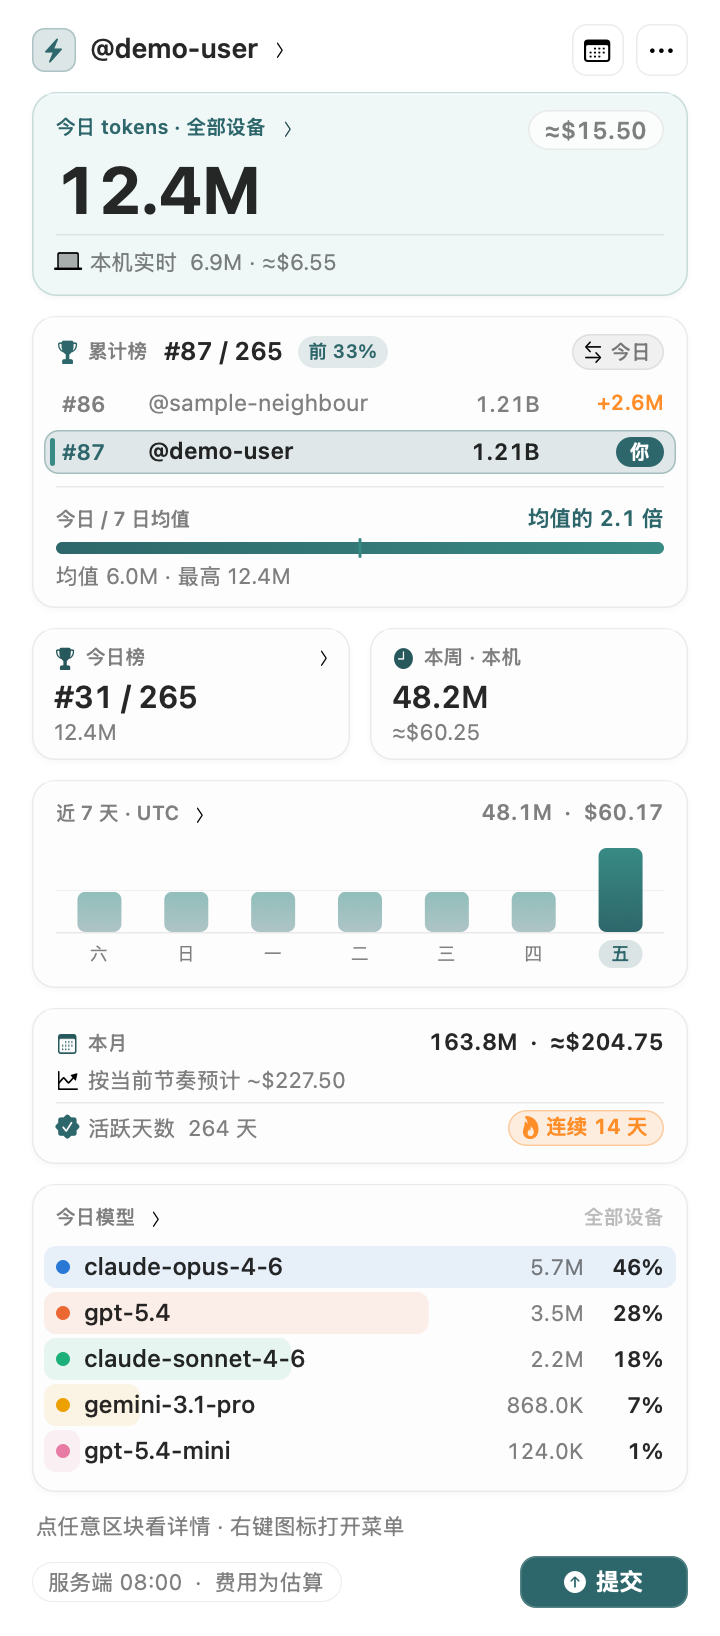 @demo-user
今日 tokens · 全部设备
≈$15.50
12.4M
本机实时 6.9M · ≈$6.55
累计榜 #87 / 265 前 33% 今日
#86 @sample-neighbour 1.21B +2.6M
#87 @demo-user 1.21B 你
今日 / 7 日均值 均值的 2.1 倍
均值 6.0M · 最高 12.4M
今日榜
#31 / 265
12.4M
本周 · 本机
48.2M
≈$60.25
近 7 天 · UTC 48.1M · $60.17
六 日 一 二 三 四 五
本月 163.8M · ≈$204.75
按当前节奏预计 ~$227.50
活跃天数 264 天 连续 14 天
今日模型 全部设备
claude-opus-4-6 5.7M 46%
gpt-5.4 3.5M 28%
claude-sonnet-4-6 2.2M 18%
gemini-3.1-pro 868.0K 7%
gpt-5.4-mini 124.0K 1%
点任意区块看详情 · 右键图标打开菜单
服务端 08:00 · 费用为估算 提交